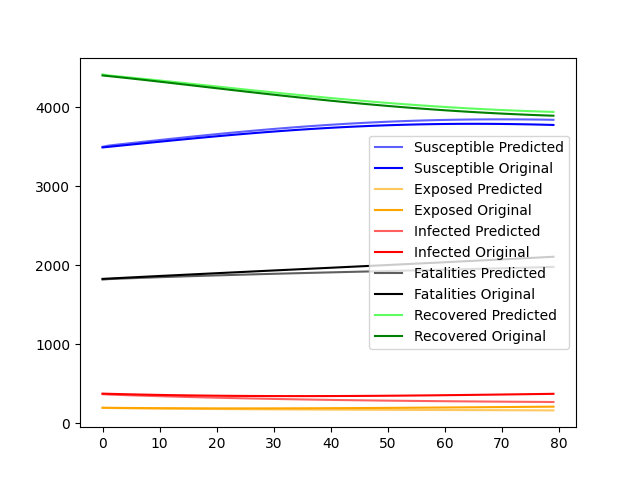 4000
3000
2000
1000
0
Susceptible Predicted
Susceptible Original
Exposed Predicted
Exposed Original
Infected Predicted
Infected Original
Fatalities Predicted
Fatalities Original
Recovered Predicted
Recovered Original
0 10 20 30 40 50 60 70 80